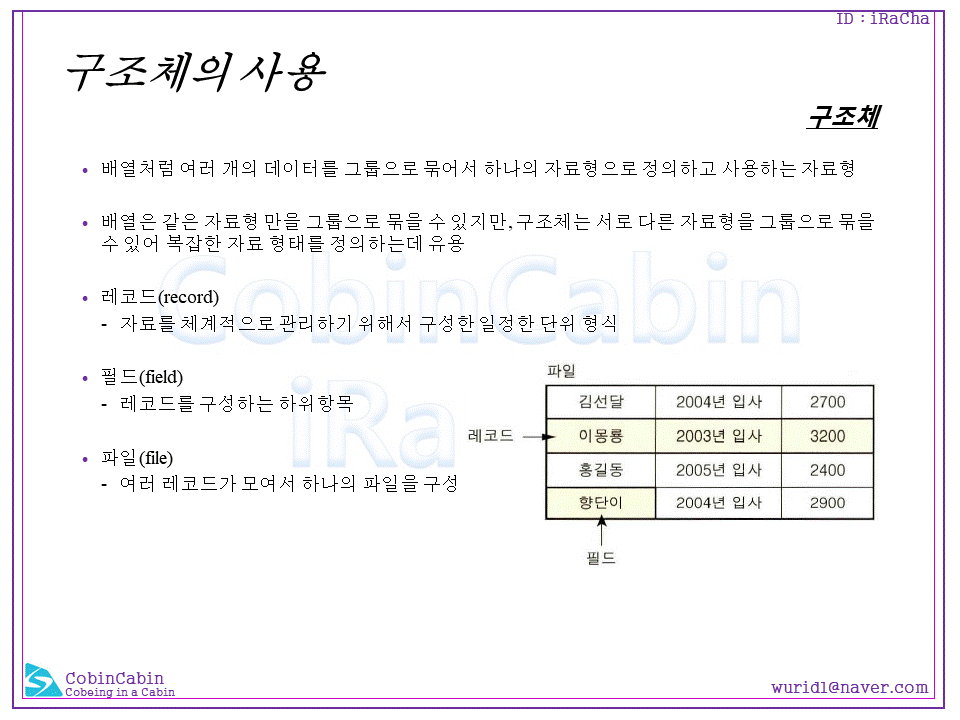 ID : iRaCha
구조체의 사용
구조체
• 배열처럼 여러 개의 데이터를 그룹으로 묶어서 하나의 자료형으로 정의하고 사용하는 자료형
• 배열은 같은 자료형 만을 그룹으로 묶을 수 있지만, 구조체는 서로 다른 자료형을 그룹으로 묶을
수 있어 복잡한 자료 형태를 정의하는데 유용
CobinCabin
iRa
• 레코드(record)
- 자료를 체계적으로 관리하기 위해서 구성한 일정한 단위 형식
• 필드(field)
- 레코드를 구성하는 하위항목
• 파일(file)
- 여러 레코드가 모여서 하나의 파일을 구성
파일
김선달 2004년 입사 2700
레코드 이몽룡 2003년 입사 3200
홍길동 2005년 입사 2400
향단이 2004년 입사 2900
필드
CobinCabin
Cobeing in a Cabin
wurid1@naver.com